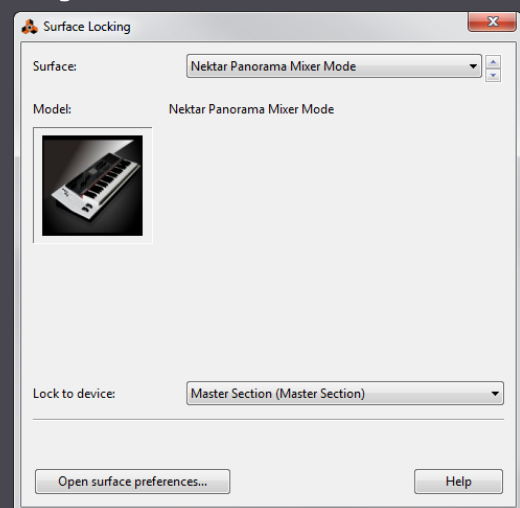 Surface Locking
Surface:
Nektar Panorama Mixer Mode
Model:
Nektar Panorama Mixer Mode
Lock to device:
Master Section (Master Section)
Open surface preferences...
Help